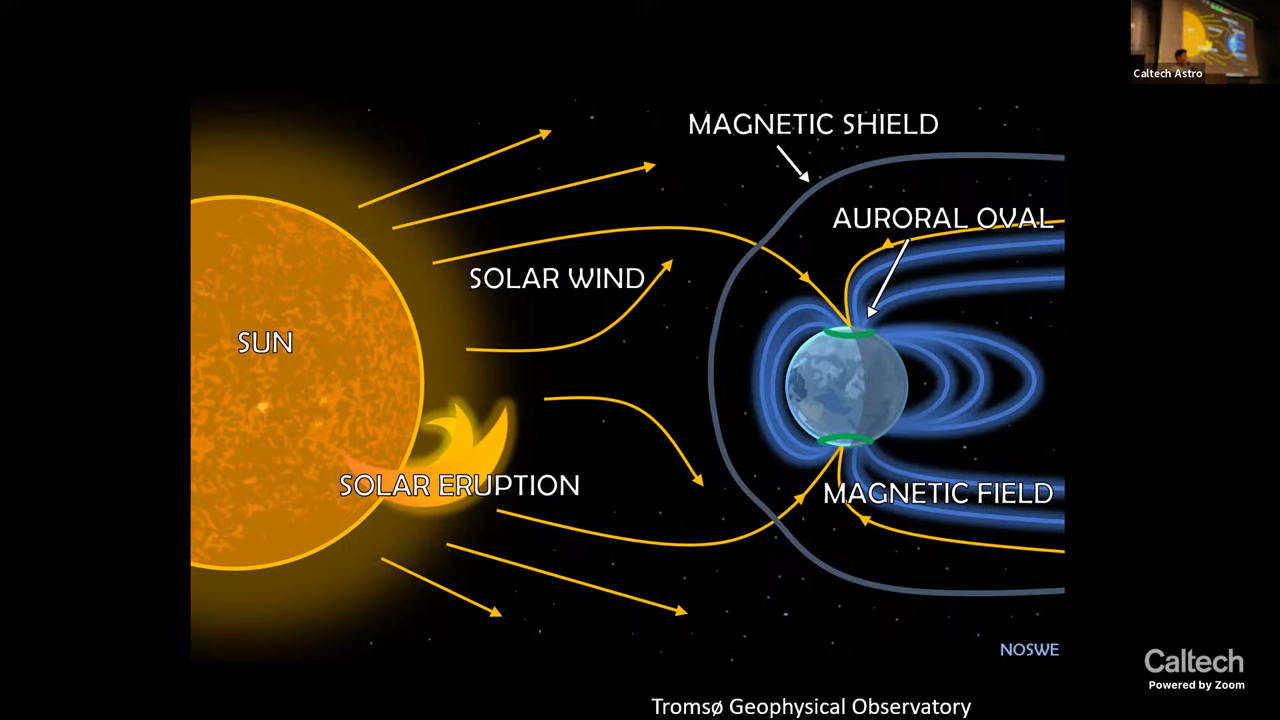 Caltech Astro
MAGNETIC SHIELD
AURORAL OVAL
SOLAR WIND
SUN
SOLAR ERUPTION
MAGNETIC FIELD
NOSWE
Caltech
Powered by Zoom
Tromsø Geophysical Observatory